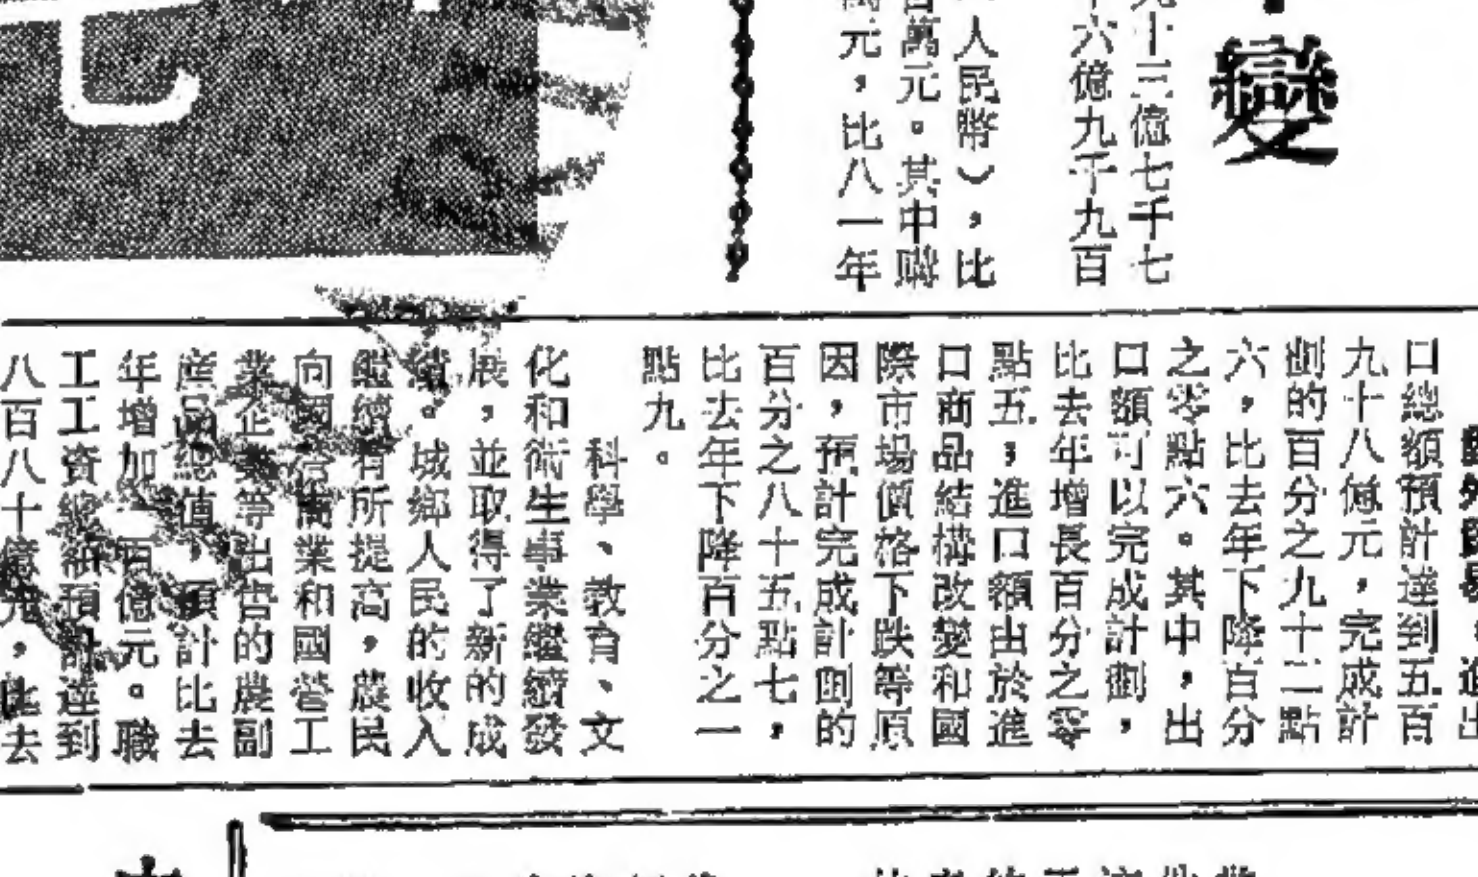 變
十三億七千七
六億九千九百
人民幣），比
百萬元。其中購
萬元，比八一年
國外貿易。進出
口總額預計達到五百
九十八億元，完成計
劃的百分之九十二點
六，比去年下降百分
之零點六。其中，出
口額可以完成計劃，
比去年增長百分之零
點五；進口額由於進
口商品結構改變和國
際市場價格下跌等原
因，預計完成計劃的
百分之八十五點七，
比去年下降百分之一
點九。
科學、教育、文
化和衛生事業繼續發
展，並取得了新的成
績。城鄉人民的收入
繼續有所提高，農民
向國營商業和國營工
業企業等出售的農副
產品總值，預計比去
年增加一百億元。職
工工資總額預計達到
八百八十億元，比去